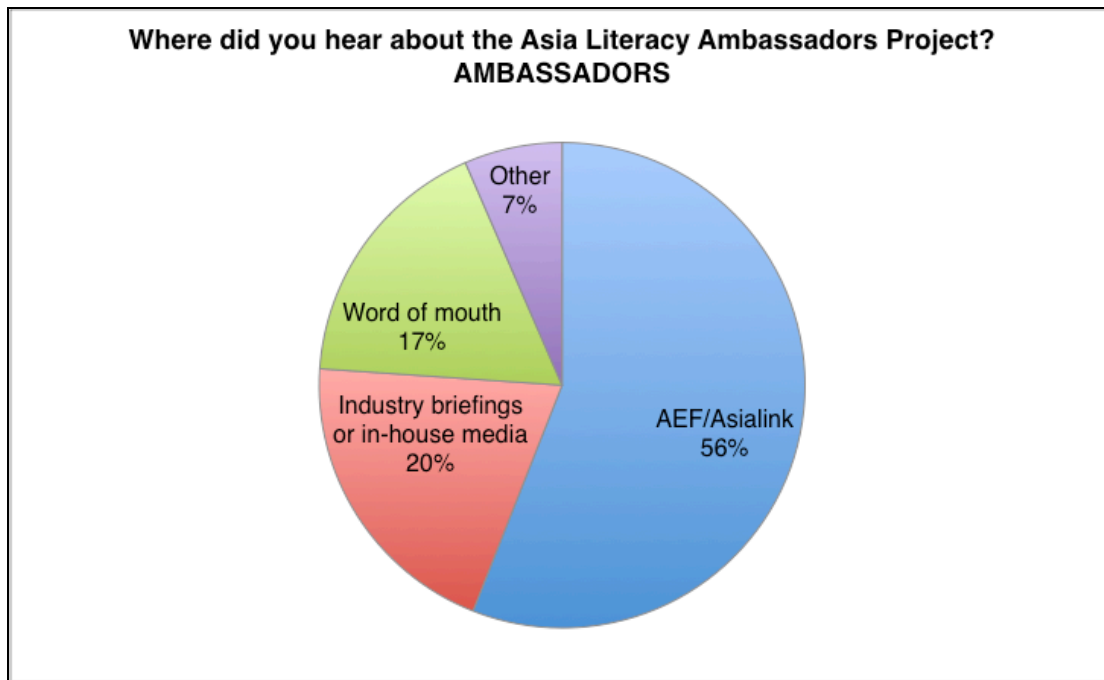 Where did you hear about the Asia Literacy Ambassadors Project?
AMBASSADORS
Other
7%
Word of mouth
17%
Industry briefings
or in-house media
20%
AEF/Asialink
56%